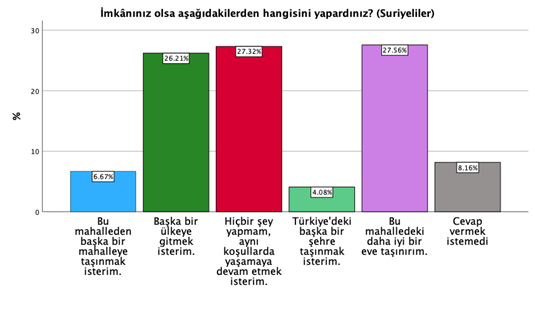 İmkânınız olsa aşağıdakilerden hangisini yapardınız? (Suriyeliler)
30
20
10
0
%
6.67%
26.21%
27.32%
4.08%
27.56%
8.16%
Bu
mahalleden
başka bir
mahalleye
taşınmak
isterim.
Başka bir
ülkeye
gitmek
isterim.
Hiçbir şey
yapmam,
aynı
koşullarda
yaşamaya
devam etmek
isterim.
Türkiye'deki
başka bir
şehre
taşınmak
isterim.
Bu
mahalledeki
daha iyi bir
eve taşınırım.
Cevap
vermek
istemedi